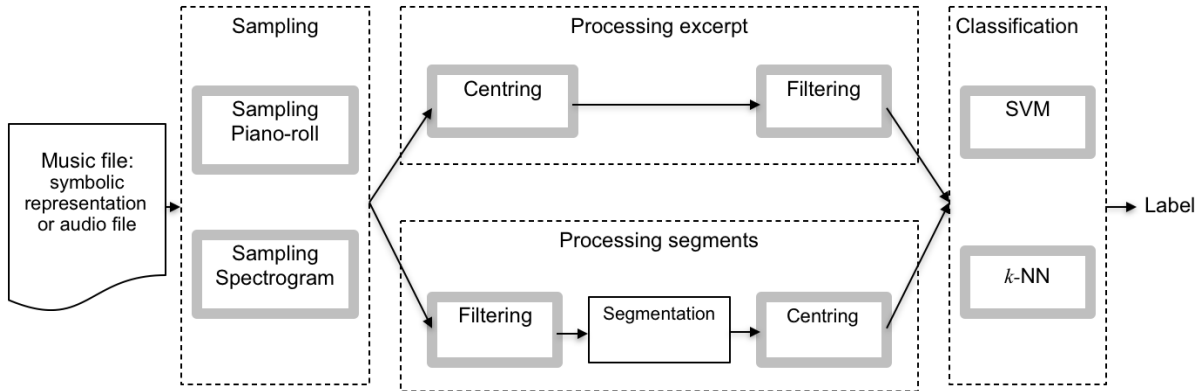 Sampling
Processing excerpt
Classification
Sampling
Piano-roll
Centring
Filtering
SVM
Music file:
symbolic
representation
or audio file
Label
Sampling
Spectrogram
Processing segments
Filtering
Segmentation
Centring
k-NN